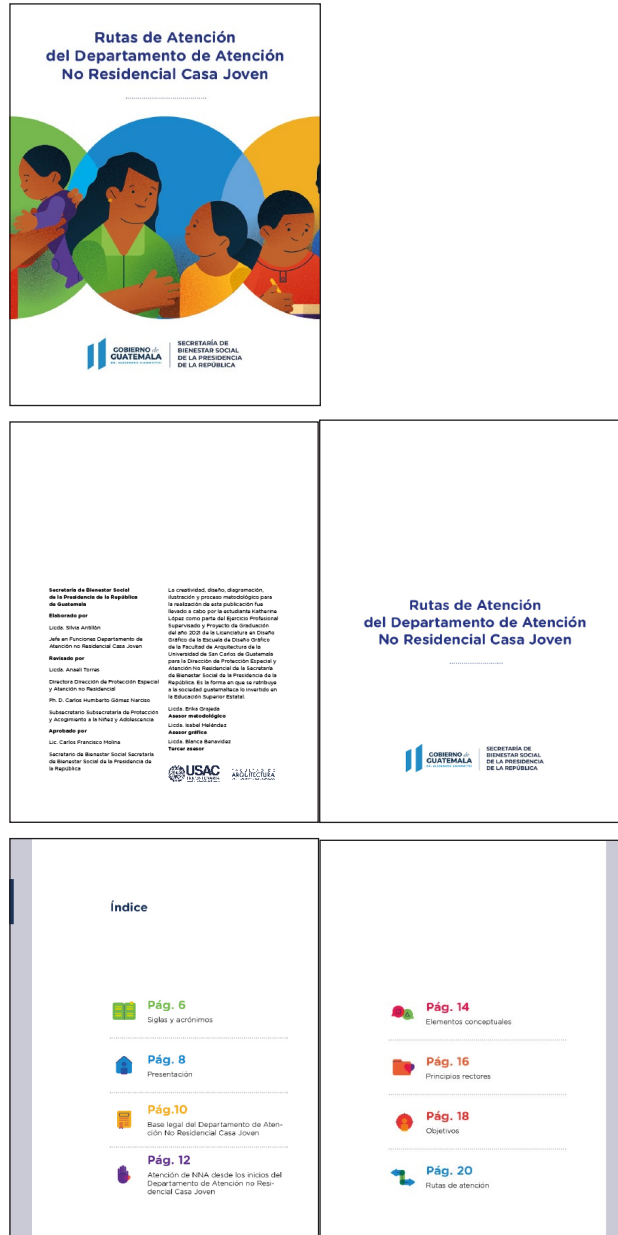 Rutas de Atención
del Departamento de Atención
No Residencial Casa Joven
GOBIERNO de
GUATEMALA
SECRETARÍA DE
BIENESTAR SOCIAL
DE LA PRESIDENCIA
DE LA REPÚBLICA
Secretaría de Bienestar Social
de la Presidencia de la República
de Guatemala
Elaborado por
Licda. Silvia Antillón
Jefe en Funciones Departamento de
Atención no Residencial Casa Joven
Revisado por
Licda. Anaeli Torres
Directora Dirección de Protección Especial
y Atención no Residencial
Ph. D. Carlos Humberto Gómez Narciso
Subsecretario Subsecretaría de Protección
y Acogimiento a la Niñez y Adolescencia
Aprobado por
Lic. Carlos Francisco Molina
Secretario de Bienestar Social Secretaría
de Bienestar Social de la Presidencia de
la República
La creatividad, diseño, diagramación,
ilustración y proceso metodológico para
la realización de esta publicación fue
llevado a cabo por la estudiante Katherine
López como parte del Ejercicio Profesional
Supervisado y Proyecto de Graduación
del año 2021 de la Licenciatura en Diseño
Gráfico de la Escuela de Diseño Gráfico
de la Facultad de Arquitectura de la
Universidad de San Carlos de Guatemala
para la Dirección de Protección Especial y
Atención No Residencial de la Secretaría
de Bienestar Social de la Presidencia de la
República. Es la forma en que se retribuye
a la sociedad guatemalteca lo invertido en
la Educación Superior Estatal.
Licda. Erika Grajeda
Asesor metodológico
Licda. Isabel Meléndez
Asesor gráfico
Licda. Blanca Benavidez
Tercer asesor
USAC
TRICENTENARIA
FACULTAD DE
ARQUITECTURA
Rutas de Atención
del Departamento de Atención
No Residencial Casa Joven
GOBIERNO de
GUATEMALA
SECRETARÍA DE
BIENESTAR SOCIAL
DE LA PRESIDENCIA
DE LA REPÚBLICA
Índice
Pág. 6
Siglas y acrónimos
Pág. 8
Presentación
Pág.10
Base legal del Departamento de Aten-
ción No Residencial Casa Joven
Pág. 12
Atención de NNA desde los inicios del
Departamento de Atención no Resi-
dencial Casa Joven
Pág. 14
Elementos conceptuales
Pág. 16
Principios rectores
Pág. 18
Objetivos
Pág. 20
Rutas de atención